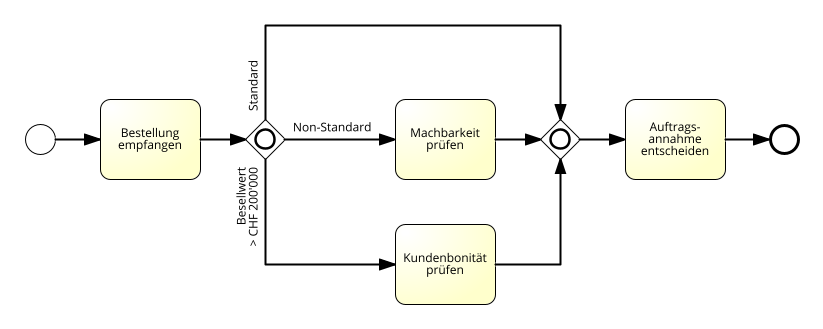 Standard
Bestellung
empfangen
Non-Standard
Machbarkeit
prüfen
Auftrags-
annahme
entscheiden
Besellwert
> CHF 200'000
Kundenbonität
prüfen